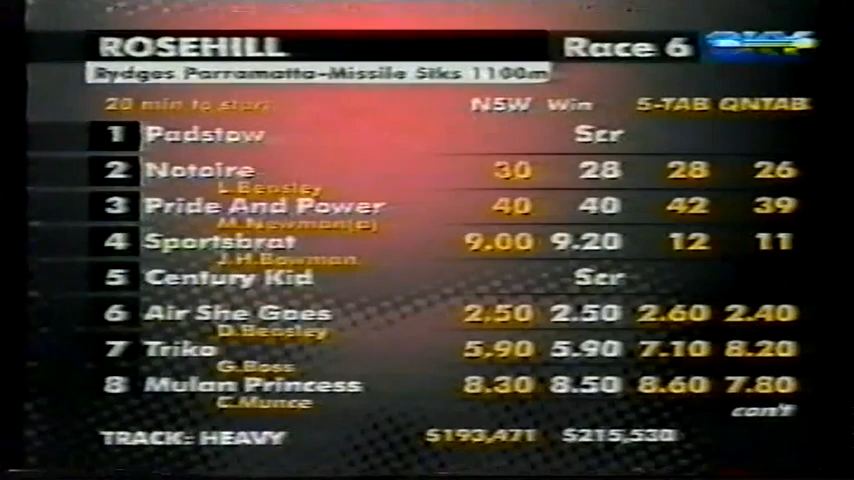 ROSEHILL Race 6
Rydges Parramatta-Missile Stks 1100m
20 min to start NSW Win S-TAB QNTAB
1 Padstow Scr
2 Notoire 30 28 28 26
L.Beasley
3 Pride And Power 40 40 42 39
M.Newman(a)
4 Sportsbrat 9.00 9.20 12 11
J.H.Bowman
5 Century Kid Scr
6 Air She Goes 2.50 2.50 2.60 2.40
D.Beasley
7 Triko 5.90 5.90 7.10 8.20
G.Boss
8 Mulan Princess 8.30 8.50 8.60 7.80
C.Munce
con't
TRACK: HEAVY $193,471 $215,530